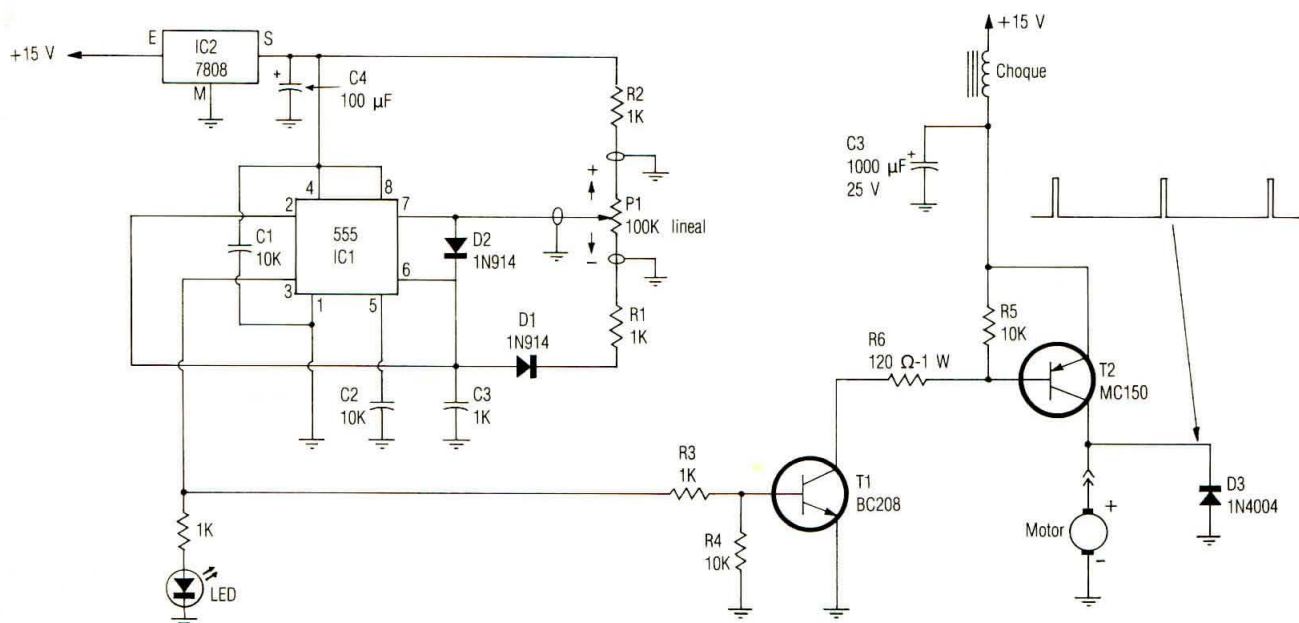 +15 V
E
IC2
7808
S
M
+
C4
100 µF
R2
1K
+
P1
100K lineal
−
R1
1K
4
8
2
7
555
IC1
3
6
1
5
C1
10K
D2
1N914
D1
1N914
C2
10K
C3
1K
1K
LED
R3
1K
R4
10K
T1
BC208
R6
120 Ω-1 W
R5
10K
+15 V
Choque
C3
1000 µF
25 V
+
T2
MC150
Motor
+
-
D3
1N4004